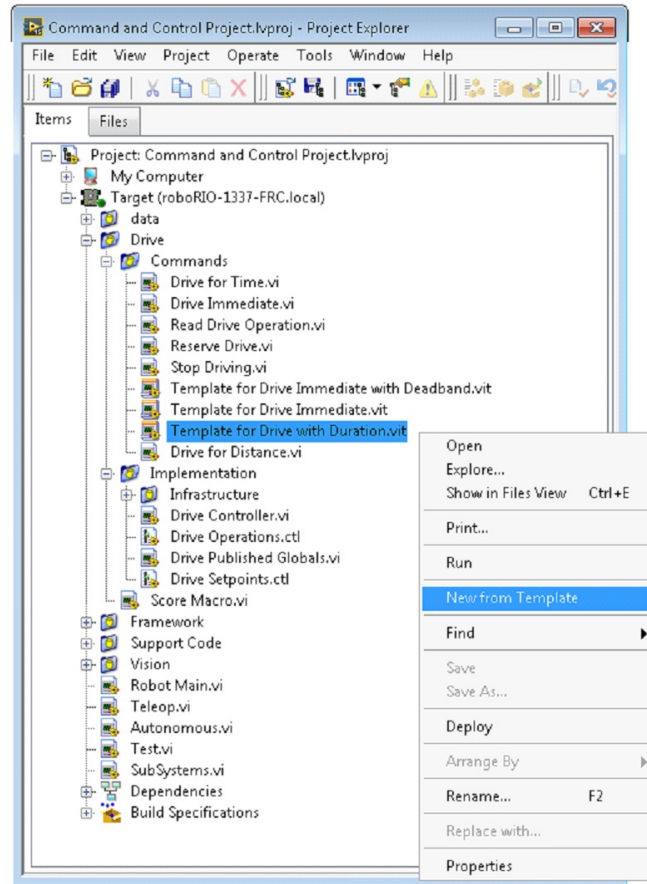 Command and Control Project.lvproj - Project Explorer
File Edit View Project Operate Tools Window Help
Items Files
Project: Command and Control Project.lvproj
My Computer
Target (roboRIO-1337-FRC.local)
data
Drive
Commands
Drive for Time.vi
Drive Immediate.vi
Read Drive Operation.vi
Reserve Drive.vi
Stop Driving.vi
Template for Drive Immediate with Deadband.vit
Template for Drive Immediate.vit
Template for Drive with Duration.vit
Drive for Distance.vi
Implementation
Infrastructure
Drive Controller.vi
Drive Operations.ctl
Drive Published Globals.vi
Drive Setpoints.ctl
Score Macro.vi
Framework
Support Code
Vision
Robot Main.vi
Teleop.vi
Autonomous.vi
Test.vi
SubSystems.vi
Dependencies
Build Specifications
Open
Explore...
Show in Files View Ctrl+E
Print...
Run
New from Template
Find
Save
Save As...
Deploy
Arrange By
Rename... F2
Replace with...
Properties